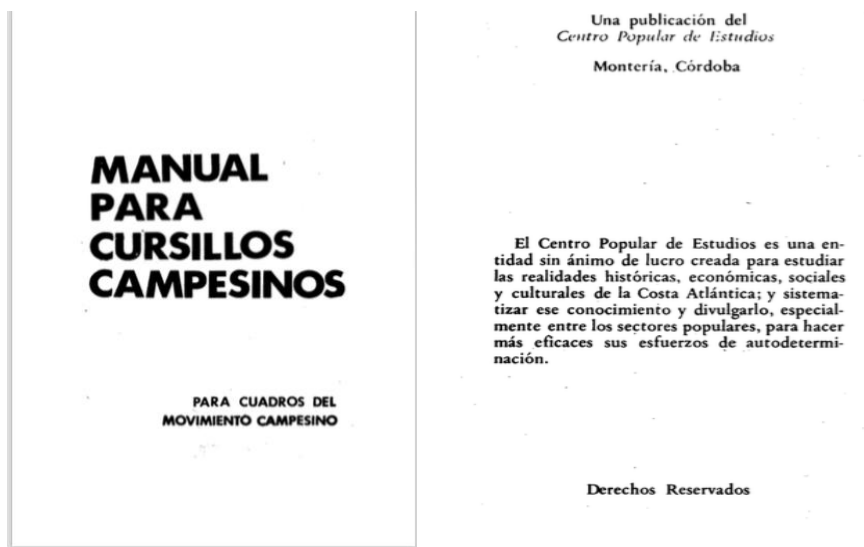 MANUAL
PARA
CURSILLOS
CAMPESINOS
PARA CUADROS DEL
MOVIMIENTO CAMPESINO
Una publicación del
Centro Popular de Estudios
Montería, Córdoba
El Centro Popular de Estudios es una en-
tidad sin ánimo de lucro creada para estudiar
las realidades históricas, económicas, sociales
y culturales de la Costa Atlántica; y sistema-
tizar ese conocimiento y divulgarlo, especial-
mente entre los sectores populares, para hacer
más eficaces sus esfuerzos de autodetermi-
nación.
Derechos Reservados